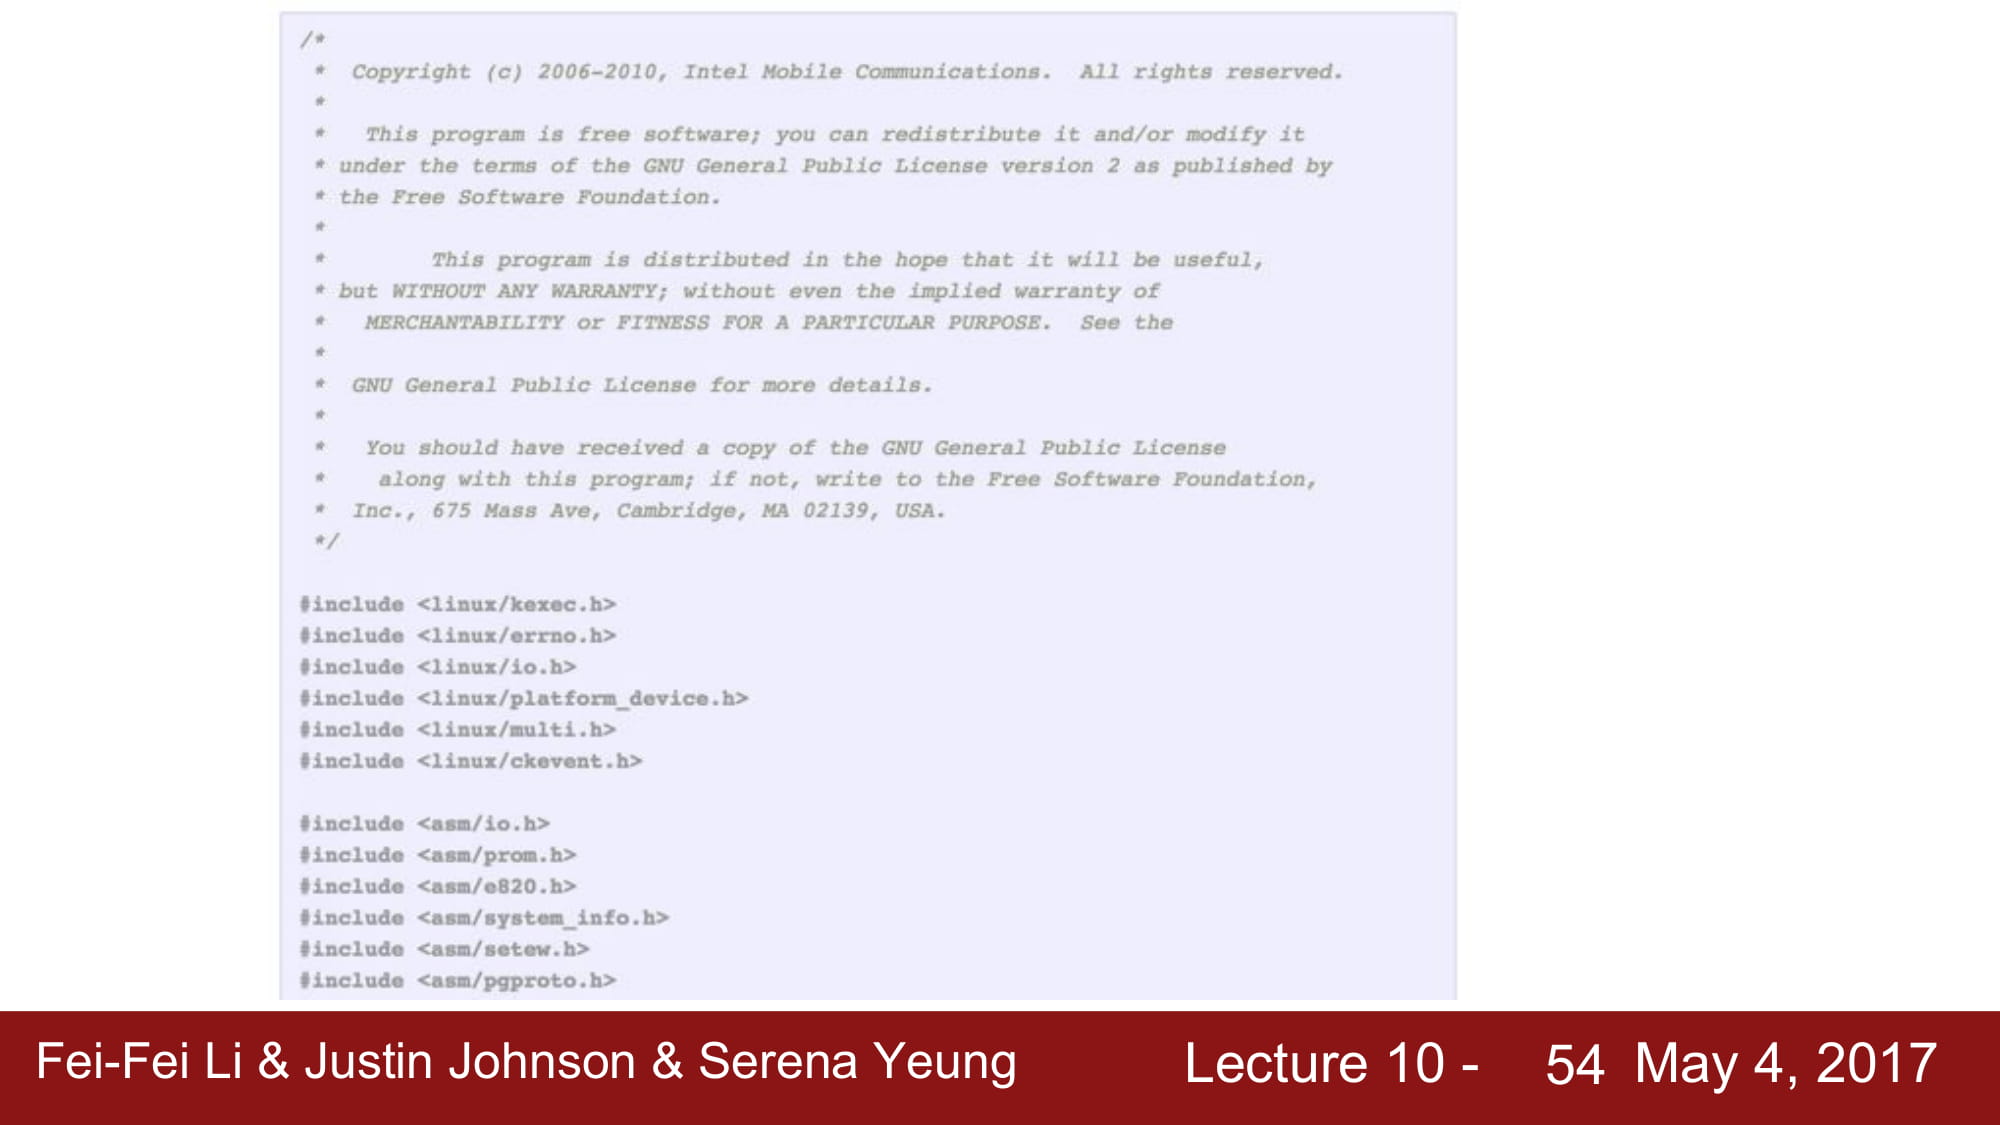 /*
 *  Copyright (c) 2006-2010, Intel Mobile Communications.  All rights reserved.
 *
 *   This program is free software; you can redistribute it and/or modify it
 * under the terms of the GNU General Public License version 2 as published by
 * the Free Software Foundation.
 *
 *        This program is distributed in the hope that it will be useful,
 * but WITHOUT ANY WARRANTY; without even the implied warranty of
 *   MERCHANTABILITY or FITNESS FOR A PARTICULAR PURPOSE.  See the
 *
 *  GNU General Public License for more details.
 *
 *   You should have received a copy of the GNU General Public License
 *    along with this program; if not, write to the Free Software Foundation,
 *  Inc., 675 Mass Ave, Cambridge, MA 02139, USA.
 */
#include <linux/kexec.h>
#include <linux/errno.h>
#include <linux/io.h>
#include <linux/platform_device.h>
#include <linux/multi.h>
#include <linux/ckevent.h>
#include <asm/io.h>
#include <asm/prom.h>
#include <asm/e820.h>
#include <asm/system_info.h>
#include <asm/setew.h>
#include <asm/pgproto.h>
Fei-Fei Li & Justin Johnson & Serena Yeung Lecture 10 - 54 May 4, 2017